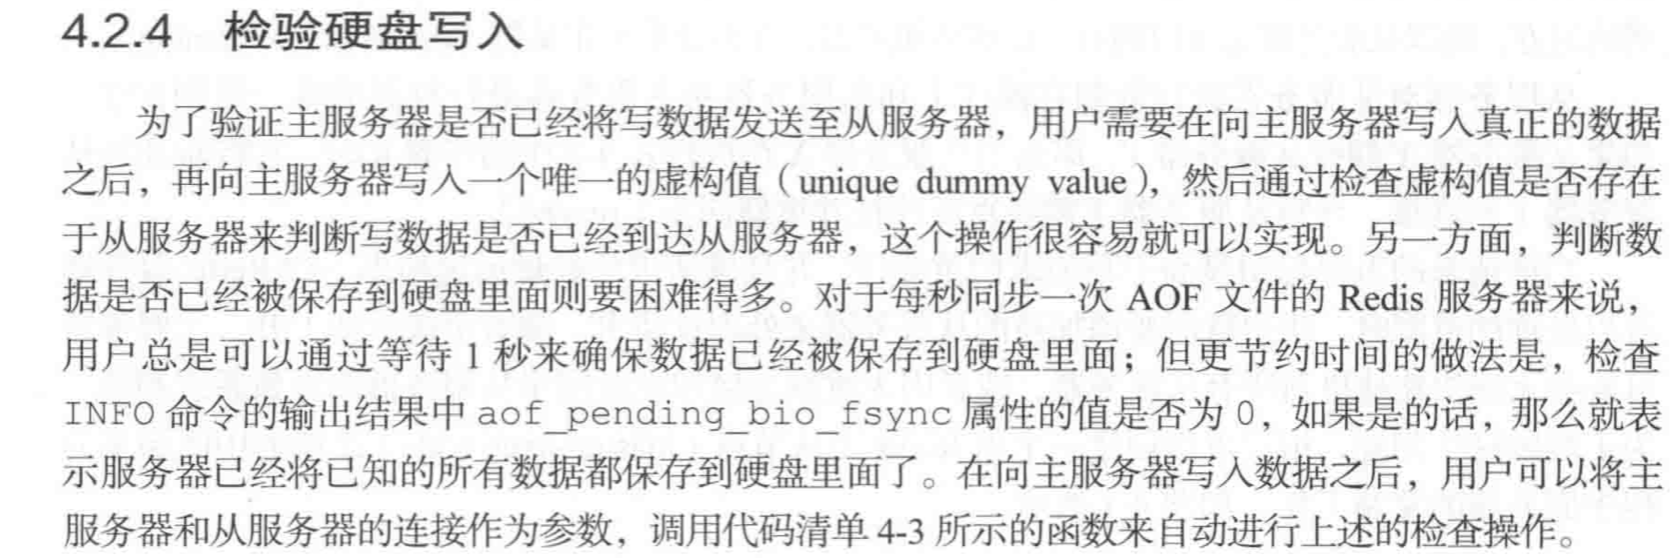 4.2.4 检验硬盘写入
为了验证主服务器是否已经将写数据发送至从服务器，用户需要在向主服务器写入真正的数据
之后，再向主服务器写入一个唯一的虚构值（unique dummy value），然后通过检查虚构值是否存在
于从服务器来判断写数据是否已经到达从服务器，这个操作很容易就可以实现。另一方面，判断数
据是否已经被保存到硬盘里面则要困难得多。对于每秒同步一次 AOF 文件的 Redis 服务器来说，
用户总是可以通过等待 1 秒来确保数据已经被保存到硬盘里面；但更节约时间的做法是，检查
INFO 命令的输出结果中 aof_pending_bio_fsync 属性的值是否为 0，如果是的话，那么就表
示服务器已经将已知的所有数据都保存到硬盘里面了。在向主服务器写入数据之后，用户可以将主
服务器和从服务器的连接作为参数，调用代码清单 4-3 所示的函数来自动进行上述的检查操作。